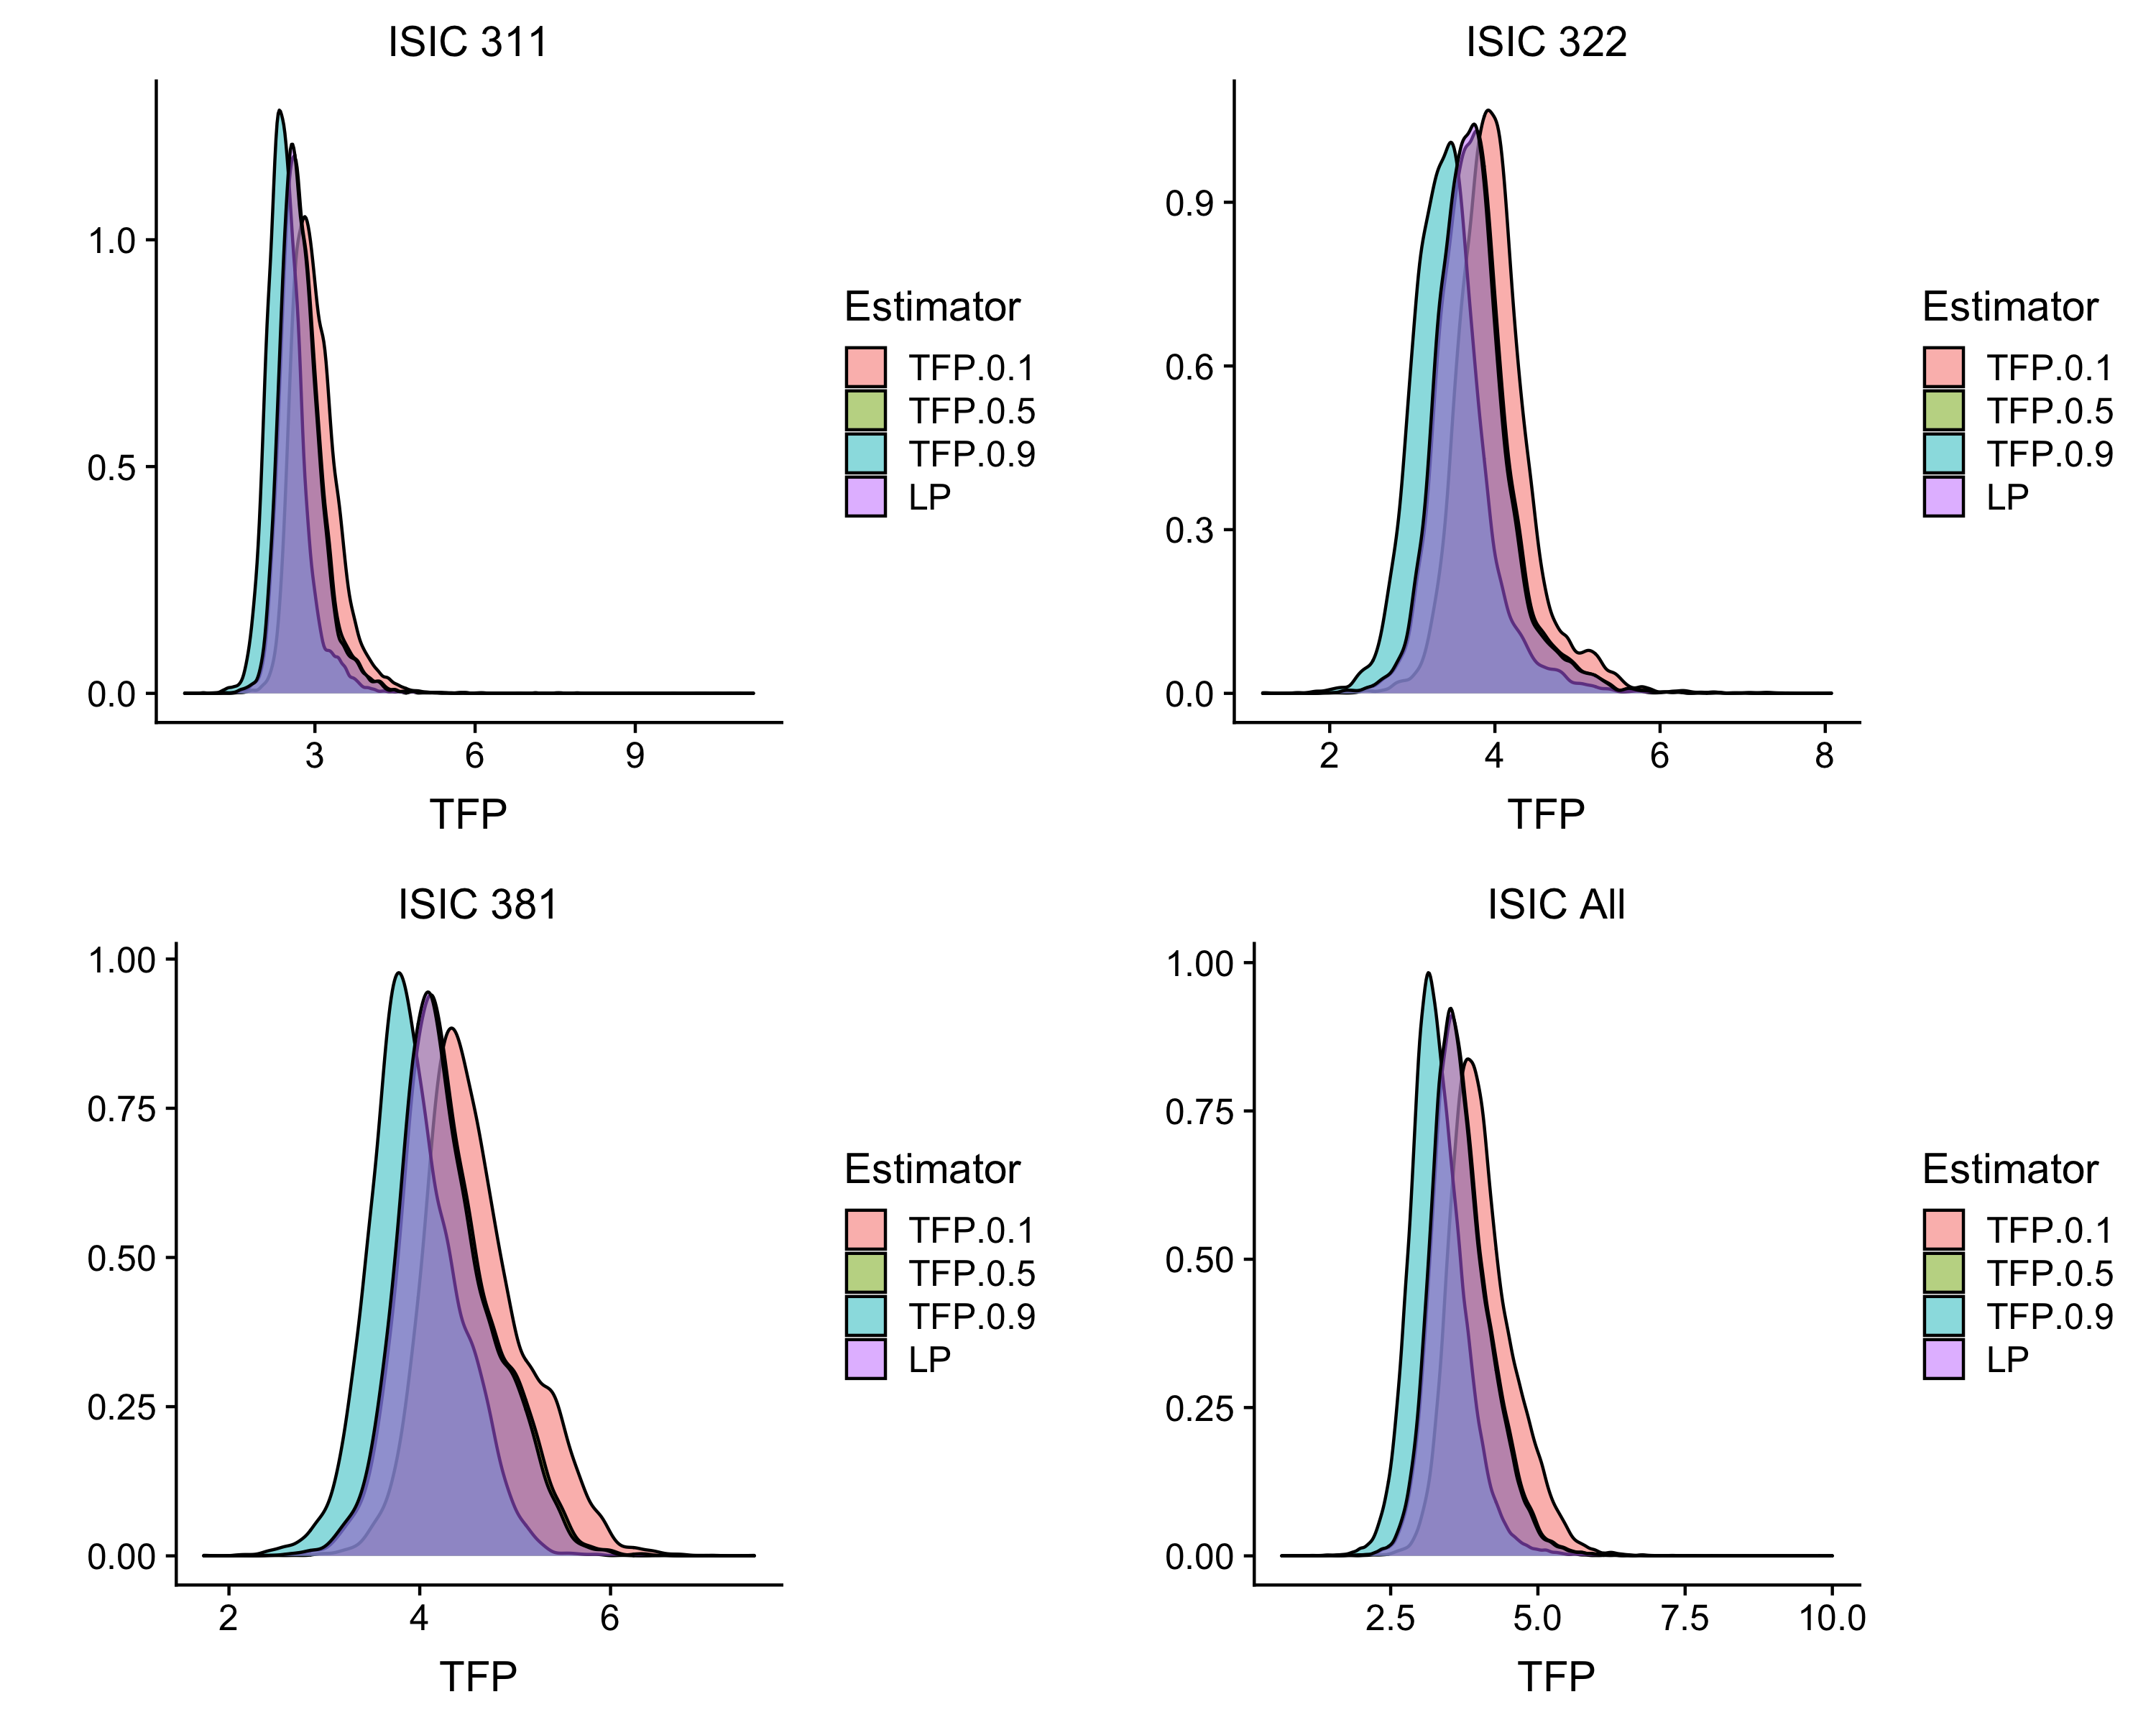 ISIC 311
1.0
0.5
0.0
3 6 9
TFP
Estimator
TFP.0.1
TFP.0.5
TFP.0.9
LP
ISIC 322
0.9
0.6
0.3
0.0
2 4 6 8
TFP
Estimator
TFP.0.1
TFP.0.5
TFP.0.9
LP
ISIC 381
1.00
0.75
0.50
0.25
0.00
2 4 6
TFP
Estimator
TFP.0.1
TFP.0.5
TFP.0.9
LP
ISIC All
1.00
0.75
0.50
0.25
0.00
2.5 5.0 7.5 10.0
TFP
Estimator
TFP.0.1
TFP.0.5
TFP.0.9
LP